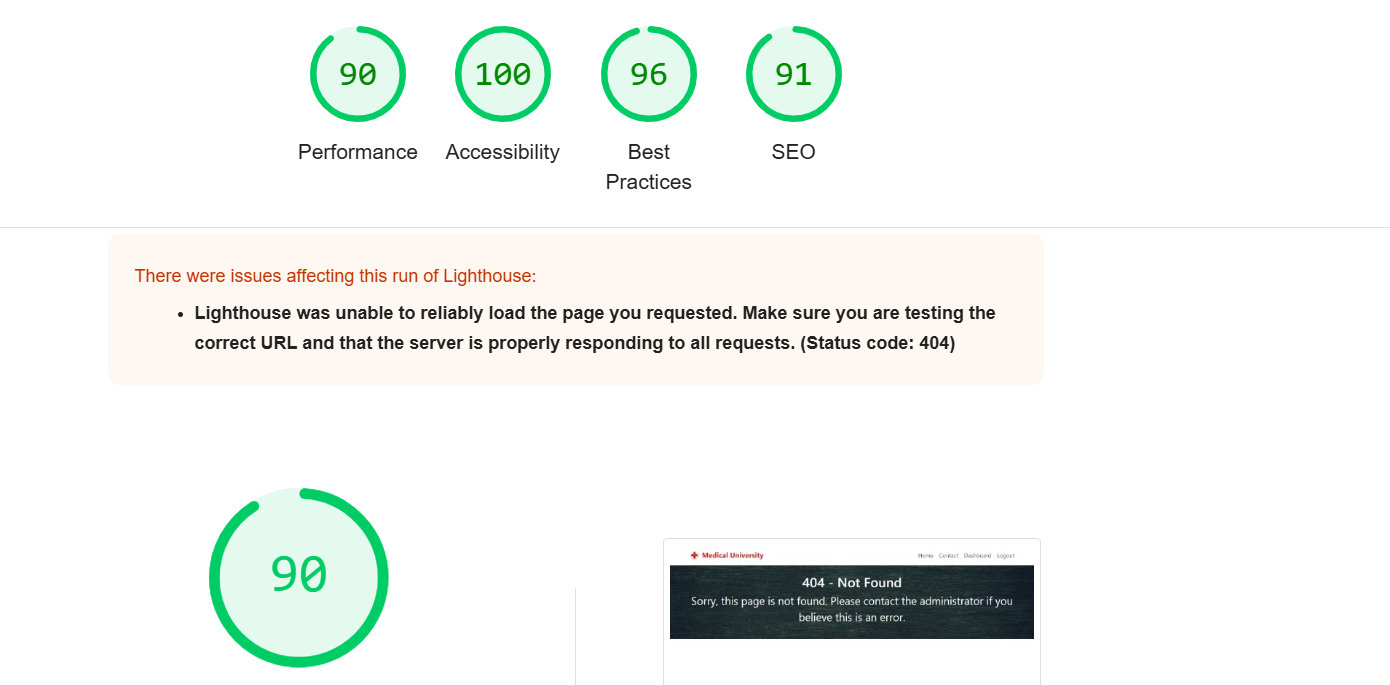 90
100
96
91
Performance
Accessibility
Best
Practices
SEO
There were issues affecting this run of Lighthouse:
• Lighthouse was unable to reliably load the page you requested. Make sure you are testing the
correct URL and that the server is properly responding to all requests. (Status code: 404)
90
Medical University
Home Contact Dashboard Logout
404 - Not Found
Sorry, this page is not found. Please contact the administrator if you
believe this is an error.